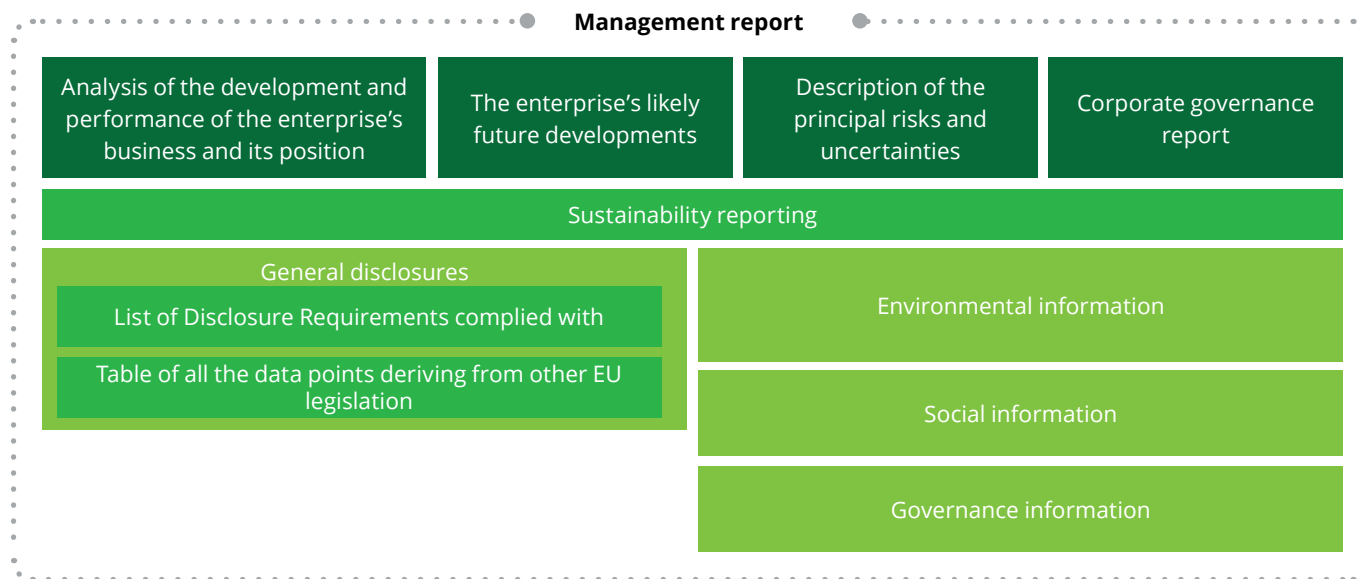 Management report
Analysis of the development and
performance of the enterprise’s
business and its position
The enterprise’s likely
future developments
Description of the
principal risks and
uncertainties
Corporate governance
report
Sustainability reporting
General disclosures
List of Disclosure Requirements complied with
Table of all the data points deriving from other EU
legislation
Environmental information
Social information
Governance information